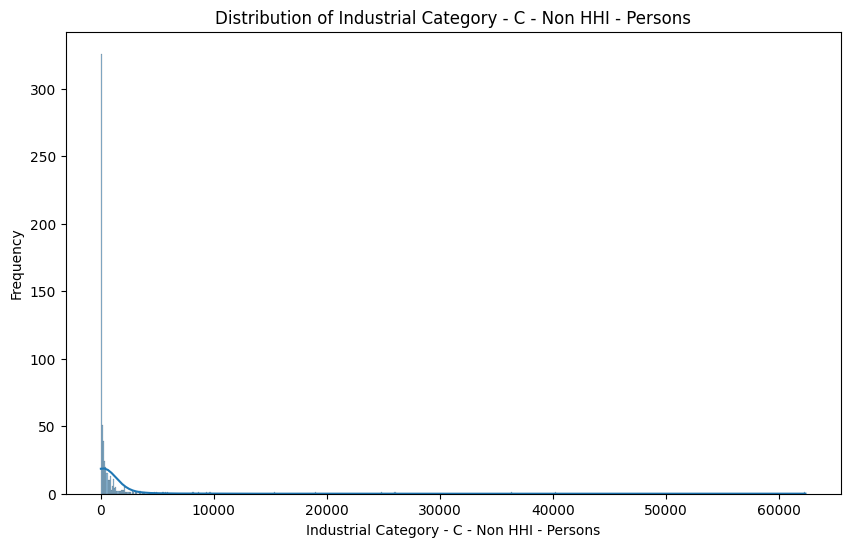 Distribution of Industrial Category - C - Non HHI - Persons
Frequency
300
250
200
150
100
50
0
0 10000 20000 30000 40000 50000 60000
Industrial Category - C - Non HHI - Persons